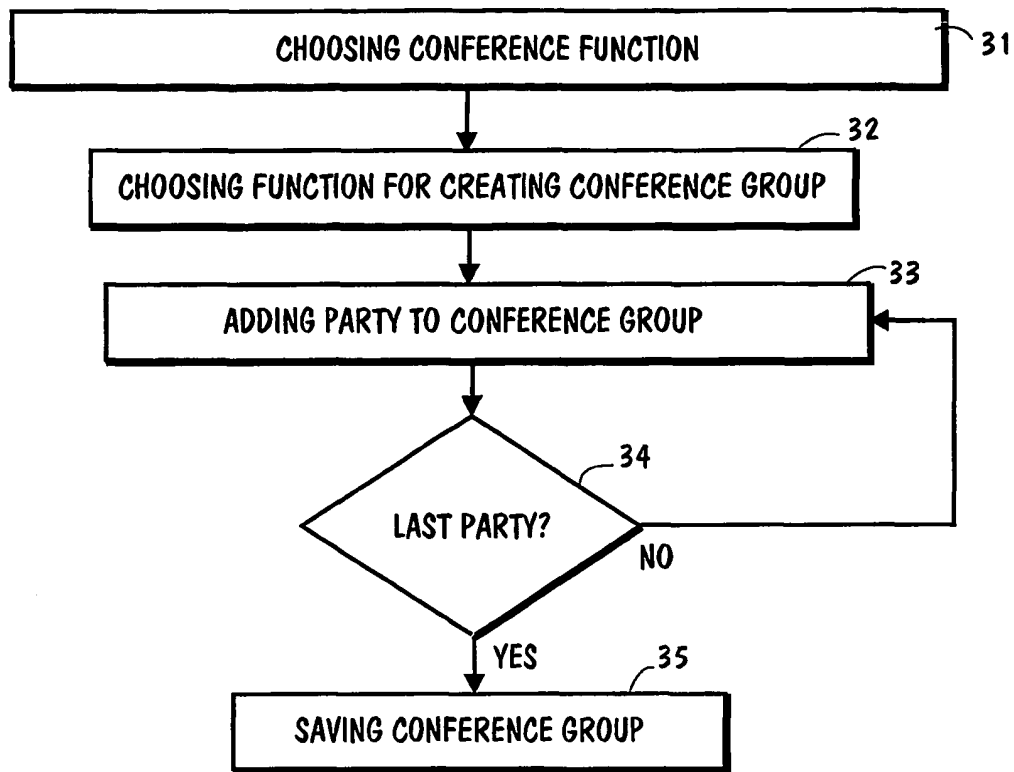 CHOOSING CONFERENCE FUNCTION
31
32
CHOOSING FUNCTION FOR CREATING CONFERENCE GROUP
33
ADDING PARTY TO CONFERENCE GROUP
34
LAST PARTY?
NO
YES
35
SAVING CONFERENCE GROUP